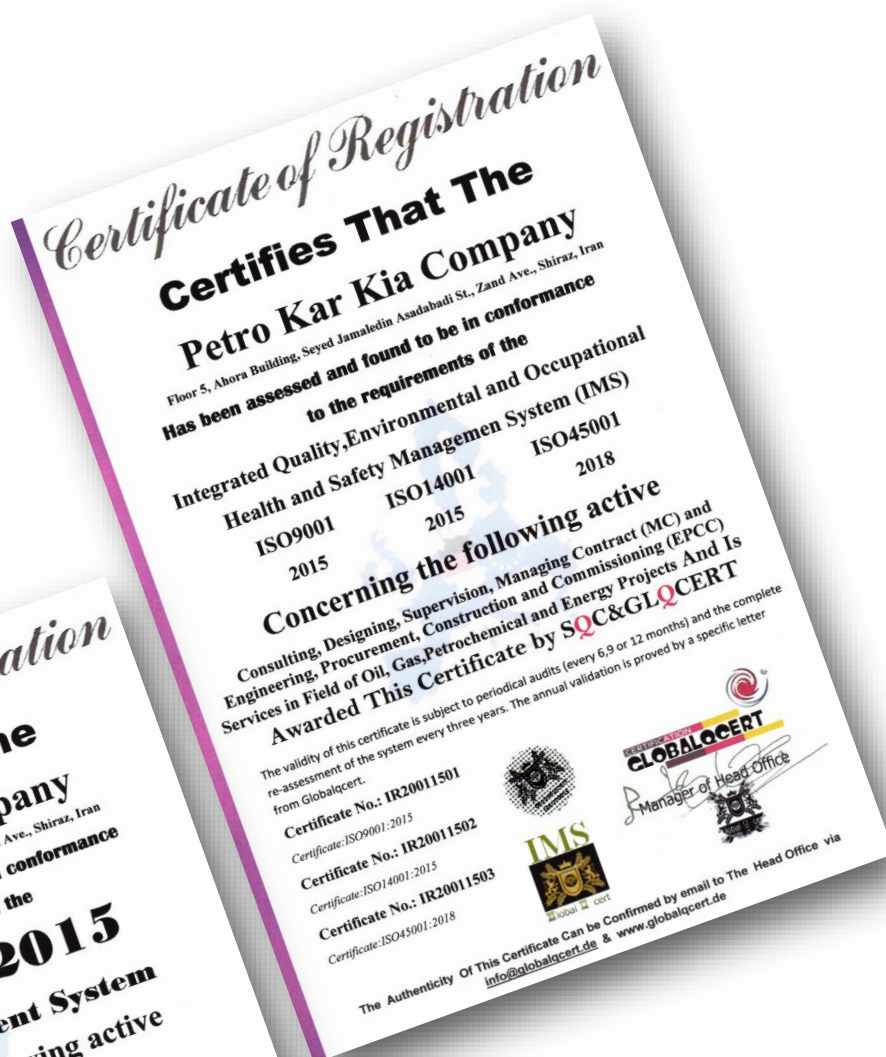 Certificate of Registration
Certifies That The
Petro Kar Kia Company
Floor 5, Ahora Building, Seyed Jamaledin Asadabadi St., Zand Ave., Shiraz, Iran
Has been assessed and found to be in conformance
to the requirements of the
Integrated Quality,Environmental and Occupational
Health and Safety Managemen System (IMS)
ISO9001 ISO14001 ISO45001
2015 2015 2018
Concerning the following active
Consulting, Designing, Supervision, Managing Contract (MC) and
Engineering, Procurement, Construction and Commissioning (EPCC)
Services in Field of Oil, Gas,Petrochemical and Energy Projects And Is
Awarded This Certificate by SQC&GLQCERT
The validity of this certificate is subject to periodical audits (every 6,9 or 12 months) and the complete
re-assessment of the system every three years. The annual validation is proved by a specific letter
from Globalqcert.
Certificate No.: IR20011501
Certificate:ISO9001:2015
Certificate No.: IR20011502
Certificate:ISO14001:2015
Certificate No.: IR20011503
Certificate:ISO45001:2018
IMS
global cert
CERTIFICATION
GLOBALQCERT
Manager of Head Office
global
The Authenticity Of This Certificate Can be Confirmed by email to The Head Office via
info@globalqcert.de & www.globalqcert.de
ation
he
pany
Ave., Shiraz, Iran
conformance
the
2015
ent System
ing active